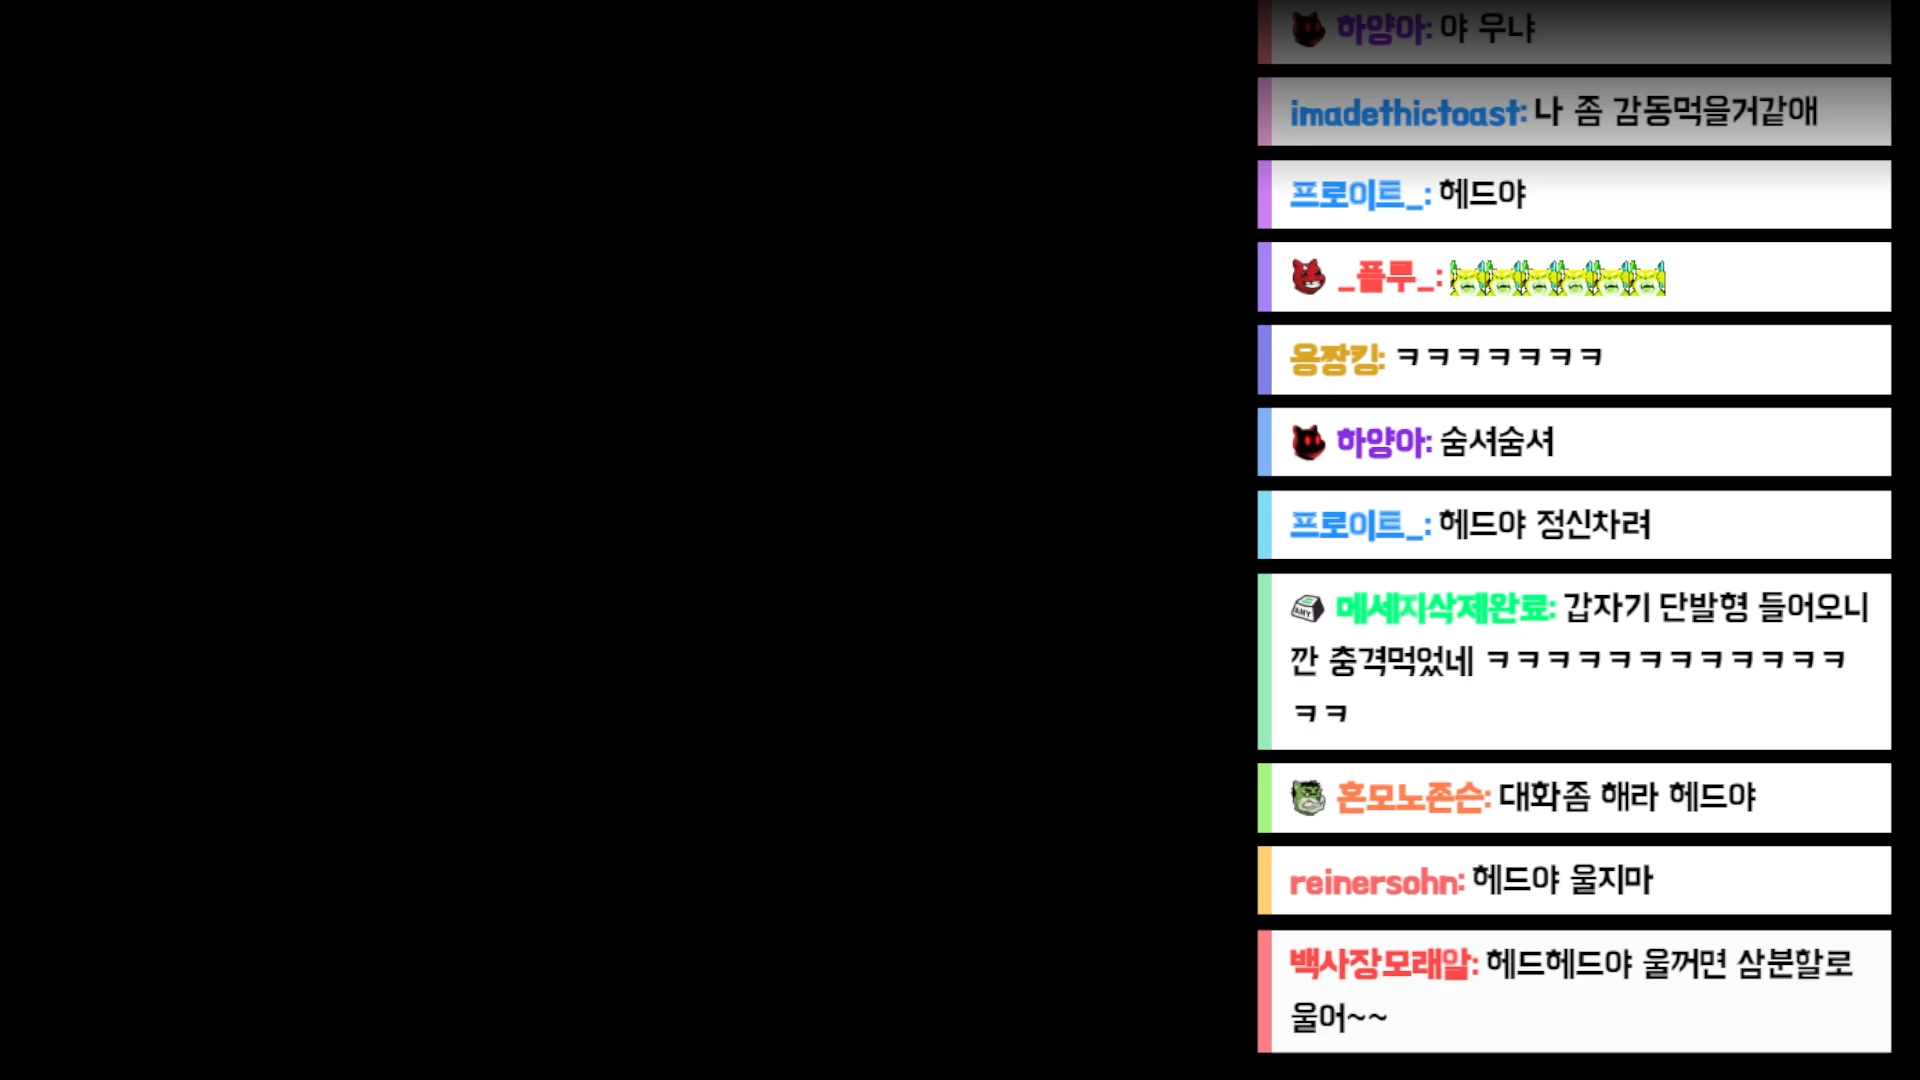 하양아: 야 우냐
imadethictoast: 나 좀 감동먹을거같애
프로이트_: 헤드야
_플루_:
용짱킹: ㅋㅋㅋㅋㅋㅋㅋ
하양아: 숨셔숨셔
프로이트_: 헤드야 정신차려
ANY 메세지삭제완료: 갑자기 단발형 들어오니
깐 충격먹었네 ㅋㅋㅋㅋㅋㅋㅋㅋㅋㅋㅋㅋ
ㅋㅋ
혼모노존슨: 대화좀 해라 헤드야
reinersohn: 헤드야 울지마
백사장모래알: 헤드헤드야 울꺼면 삼분할로
울어~~